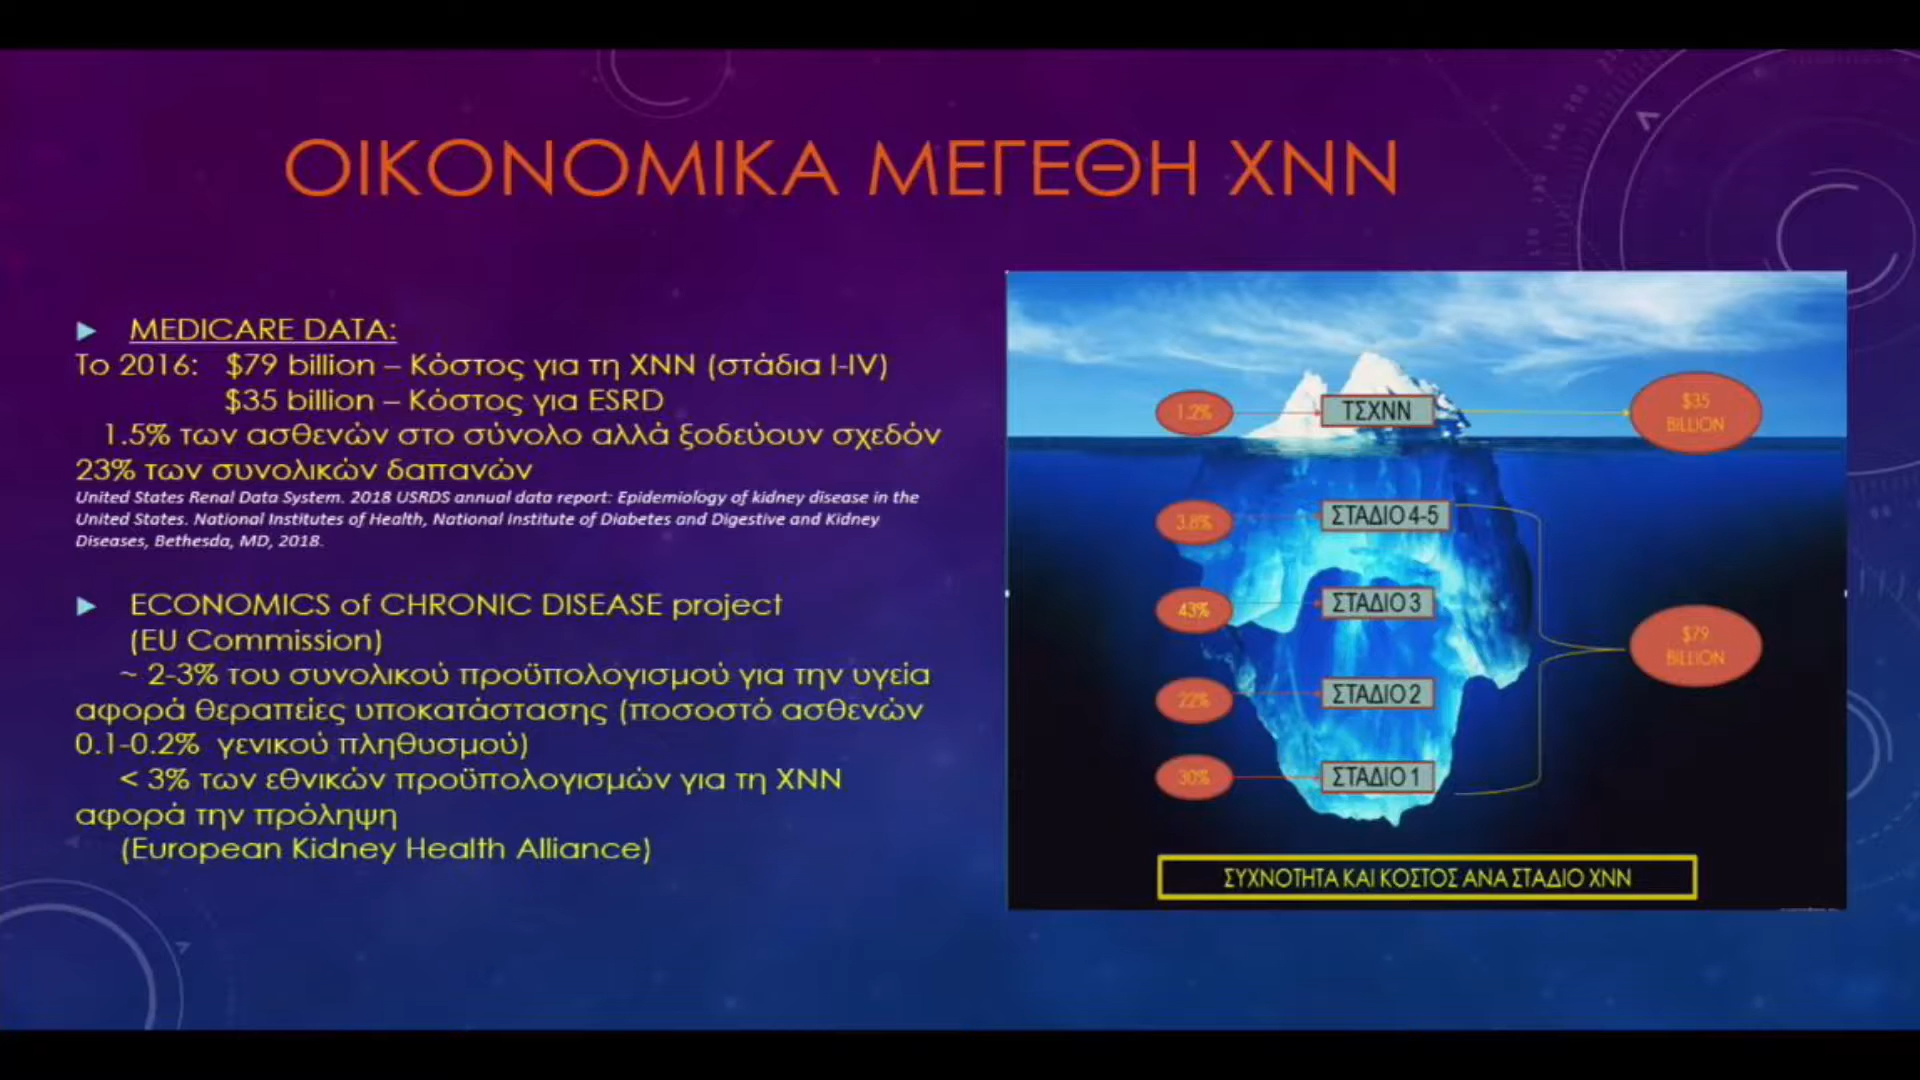 ΟΙΚΟΝΟΜΙΚΑ ΜΕΓΕΘΗ ΧΝΝ
MEDICARE DATA:
Το 2016: $79 billion – Κόστος για τη ΧΝΝ (στάδια I-IV)
$35 billion – Κόστος για ESRD
1.5% των ασθενών στο σύνολο αλλά ξοδεύουν σχεδόν
23% των συνολικών δαπανών
United States Renal Data System. 2018 USRDS annual data report: Epidemiology of kidney disease in the
United States. National Institutes of Health, National Institute of Diabetes and Digestive and Kidney
Diseases, Bethesda, MD, 2018.
ECONOMICS of CHRONIC DISEASE project
(EU Commission)
~ 2-3% του συνολικού προϋπολογισμού για την υγεία
αφορά θεραπείες υποκατάστασης (ποσοστό ασθενών
0.1-0.2% γενικού πληθυσμού)
< 3% των εθνικών προϋπολογισμών για τη ΧΝΝ
αφορά την πρόληψη
(European Kidney Health Alliance)
1.2% ΤΣΧΝΝ $35
BILLION
3.8% ΣΤΑΔΙΟ 4-5
43% ΣΤΑΔΙΟ 3
$79
BILLION
22% ΣΤΑΔΙΟ 2
30% ΣΤΑΔΙΟ 1
ΣΥΧΝΟΤΗΤΑ ΚΑΙ ΚΟΣΤΟΣ ΑΝΑ ΣΤΑΔΙΟ ΧΝΝ